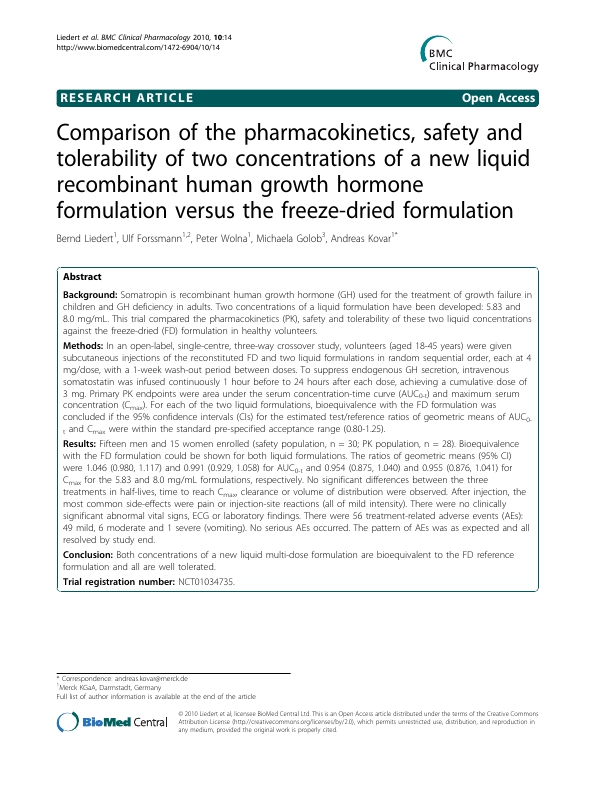 Liedert et al. BMC Clinical Pharmacology 2010, 10:14
http://www.biomedcentral.com/1472-6904/10/14
BMC
Clinical Pharmacology
RESEARCH ARTICLE
Open Access
Comparison of the pharmacokinetics, safety and
tolerability of two concentrations of a new liquid
recombinant human growth hormone
formulation versus the freeze-dried formulation
Bernd Liedert1, Ulf Forssmann1,2, Peter Wolna1, Michaela Golob3, Andreas Kovar1*
Abstract
Background: Somatropin is recombinant human growth hormone (GH) used for the treatment of growth failure in
children and GH deficiency in adults. Two concentrations of a liquid formulation have been developed: 5.83 and
8.0 mg/mL. This trial compared the pharmacokinetics (PK), safety and tolerability of these two liquid concentrations
against the freeze-dried (FD) formulation in healthy volunteers.
Methods: In an open-label, single-centre, three-way crossover study, volunteers (aged 18-45 years) were given
subcutaneous injections of the reconstituted FD and two liquid formulations in random sequential order, each at 4
mg/dose, with a 1-week wash-out period between doses. To suppress endogenous GH secretion, intravenous
somatostatin was infused continuously 1 hour before to 24 hours after each dose, achieving a cumulative dose of
3 mg. Primary PK endpoints were area under the serum concentration-time curve (AUC0-t) and maximum serum
concentration (Cmax). For each of the two liquid formulations, bioequivalence with the FD formulation was
concluded if the 95% confidence intervals (CIs) for the estimated test/reference ratios of geometric means of AUC0-
t and Cmax were within the standard pre-specified acceptance range (0.80-1.25).
Results: Fifteen men and 15 women enrolled (safety population, n = 30; PK population, n = 28). Bioequivalence
with the FD formulation could be shown for both liquid formulations. The ratios of geometric means (95% CI)
were 1.046 (0.980, 1.117) and 0.991 (0.929, 1.058) for AUC0-t and 0.954 (0.875, 1.040) and 0.955 (0.876, 1.041) for
Cmax for the 5.83 and 8.0 mg/mL formulations, respectively. No significant differences between the three
treatments in half-lives, time to reach Cmax, clearance or volume of distribution were observed. After injection, the
most common side-effects were pain or injection-site reactions (all of mild intensity). There were no clinically
significant abnormal vital signs, ECG or laboratory findings. There were 56 treatment-related adverse events (AEs):
49 mild, 6 moderate and 1 severe (vomiting). No serious AEs occurred. The pattern of AEs was as expected and all
resolved by study end.
Conclusion: Both concentrations of a new liquid multi-dose formulation are bioequivalent to the FD reference
formulation and all are well tolerated.
Trial registration number: NCT01034735.
* Correspondence: andreas.kovar@merck.de
1Merck KGaA, Darmstadt, Germany
Full list of author information is available at the end of the article
BioMed Central
© 2010 Liedert et al; licensee BioMed Central Ltd. This is an Open Access article distributed under the terms of the Creative Commons
Attribution License (http://creativecommons.org/licenses/by/2.0), which permits unrestricted use, distribution, and reproduction in
any medium, provided the original work is properly cited.